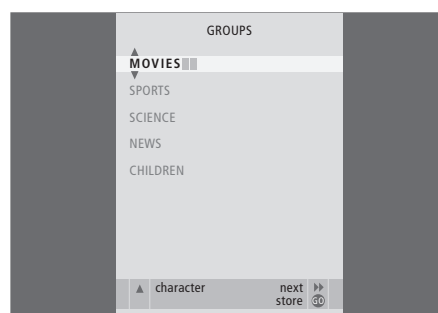 GROUPS
MOVIES
SPORTS
SCIENCE
NEWS
CHILDREN
character next
store GO